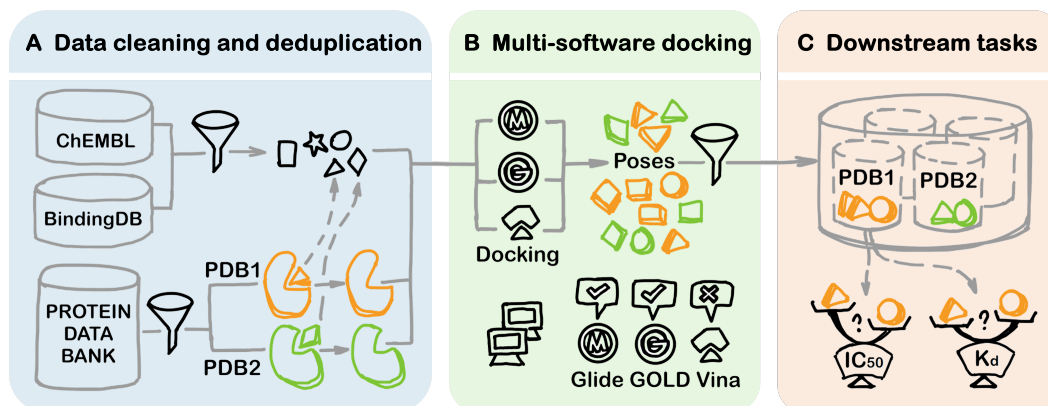 A Data cleaning and deduplication
ChEMBL
BindingDB
PROTEIN
DATA
BANK
PDB1
PDB2
B Multi-software docking
M
G
Docking
Poses
M
G
Glide GOLD Vina
C Downstream tasks
PDB1
PDB2
?
?
IC50
Kd